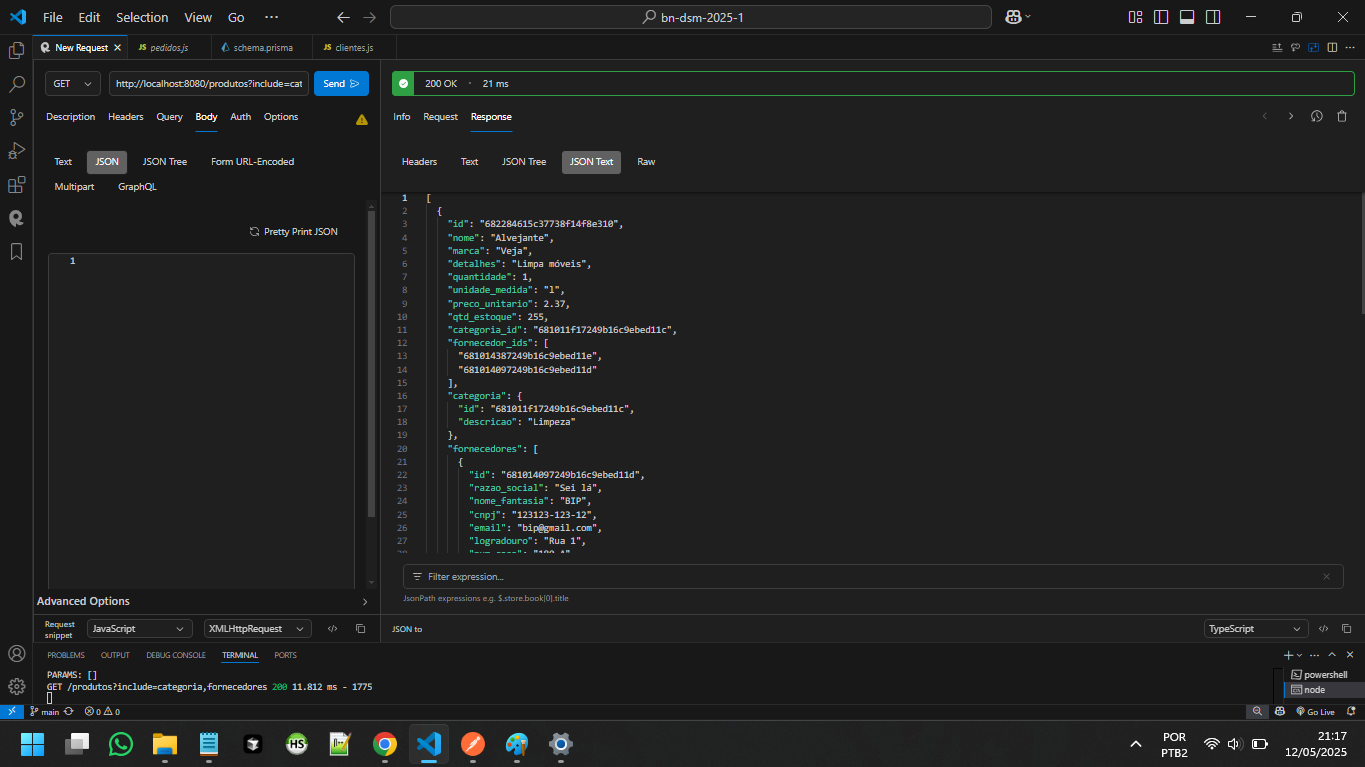 File Edit Selection View Go ··· bn-dsm-2025-1
New Request pedidos.js schema.prisma clientes.js
GET http://localhost:8080/produtos?include=cat Send
200 OK · 21 ms
Description Headers Query Body Auth Options
Info Request Response
Text JSON JSON Tree Form URL-Encoded
Multipart GraphQL
Headers Text JSON Tree JSON Text Raw
Pretty Print JSON
1
1 [
2 {
3 "id": "682284615c37738f14f8e310",
4 "nome": "Alvejante",
5 "marca": "Veja",
6 "detalhes": "Limpa móveis",
7 "quantidade": 1,
8 "unidade_medida": "l",
9 "preco_unitario": 2.37,
10 "qtd_estoque": 255,
11 "categoria_id": "681011f17249b16c9ebed11c",
12 "fornecedor_ids": [
13 "681014387249b16c9ebed11e",
14 "681014097249b16c9ebed11d"
15 ],
16 "categoria": {
17 "id": "681011f17249b16c9ebed11c",
18 "descricao": "Limpeza"
19 },
20 "fornecedores": [
21 {
22 "id": "681014097249b16c9ebed11d",
23 "razao_social": "Sei lá",
24 "nome_fantasia": "BIP",
25 "cnpj": "123123-123-12",
26 "email": "bip@gmail.com",
27 "logradouro": "Rua 1",
Filter expression...
JsonPath expressions e.g. $.store.book[0].title
Advanced Options
Request snippet JavaScript XMLHttpRequest
JSON to TypeScript
PROBLEMS OUTPUT DEBUG CONSOLE TERMINAL PORTS
PARAMS: []
GET /produtos?include=categoria,fornecedores 200 11.812 ms - 1775
powershell
node
main 0 0 Go Live
HS
POR
PTB2
21:17
12/05/2025